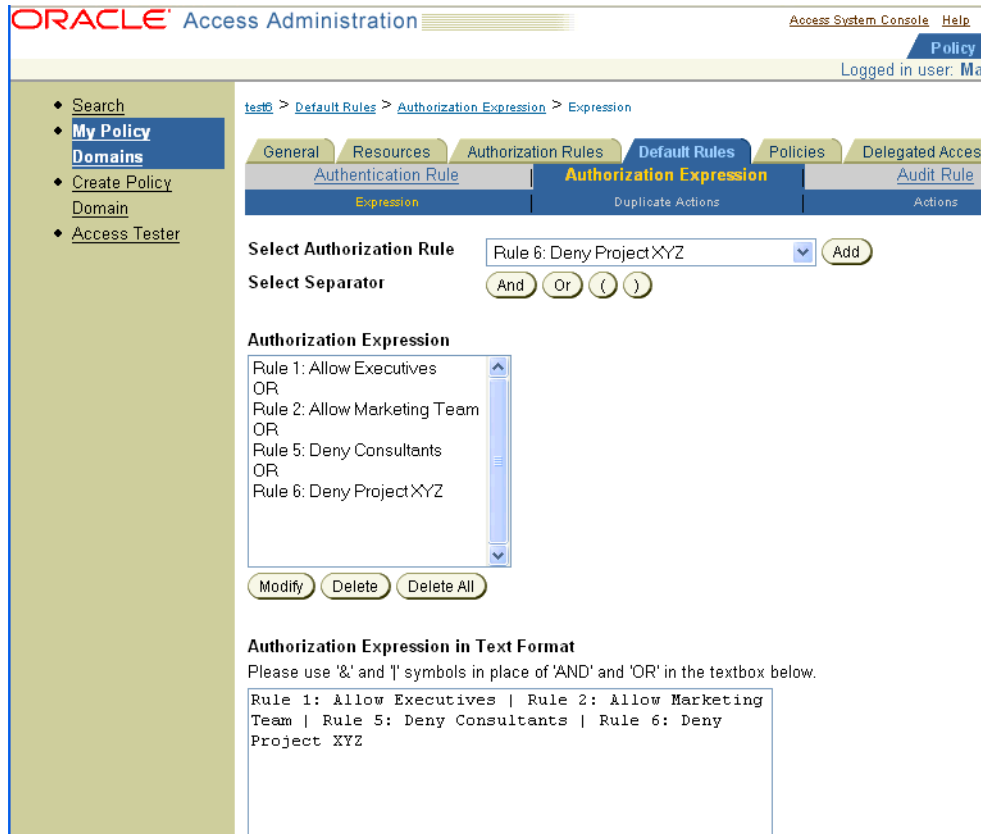 ORACLE Access Administration
Access System Console Help
Policy
Logged in user:
Search
My Policy
Domains
Create Policy
Domain
Access Tester
test6 > Default Rules > Authorization Expression > Expression
General Resources Authorization Rules Default Rules Policies Delegated Acces
Authentication Rule Authorization Expression Audit Rule
Expression Duplicate Actions Actions
Select Authorization Rule Rule 6: Deny Project XYZ Add
Select Separator And Or ( )
Authorization Expression
Rule 1: Allow Executives
OR
Rule 2: Allow Marketing Team
OR
Rule 5: Deny Consultants
OR
Rule 6: Deny Project XYZ
Modify Delete Delete All
Authorization Expression in Text Format
Please use '&' and '|' symbols in place of 'AND' and 'OR' in the textbox below.
Rule 1: Allow Executives | Rule 2: Allow Marketing
Team | Rule 5: Deny Consultants | Rule 6: Deny
Project XYZ